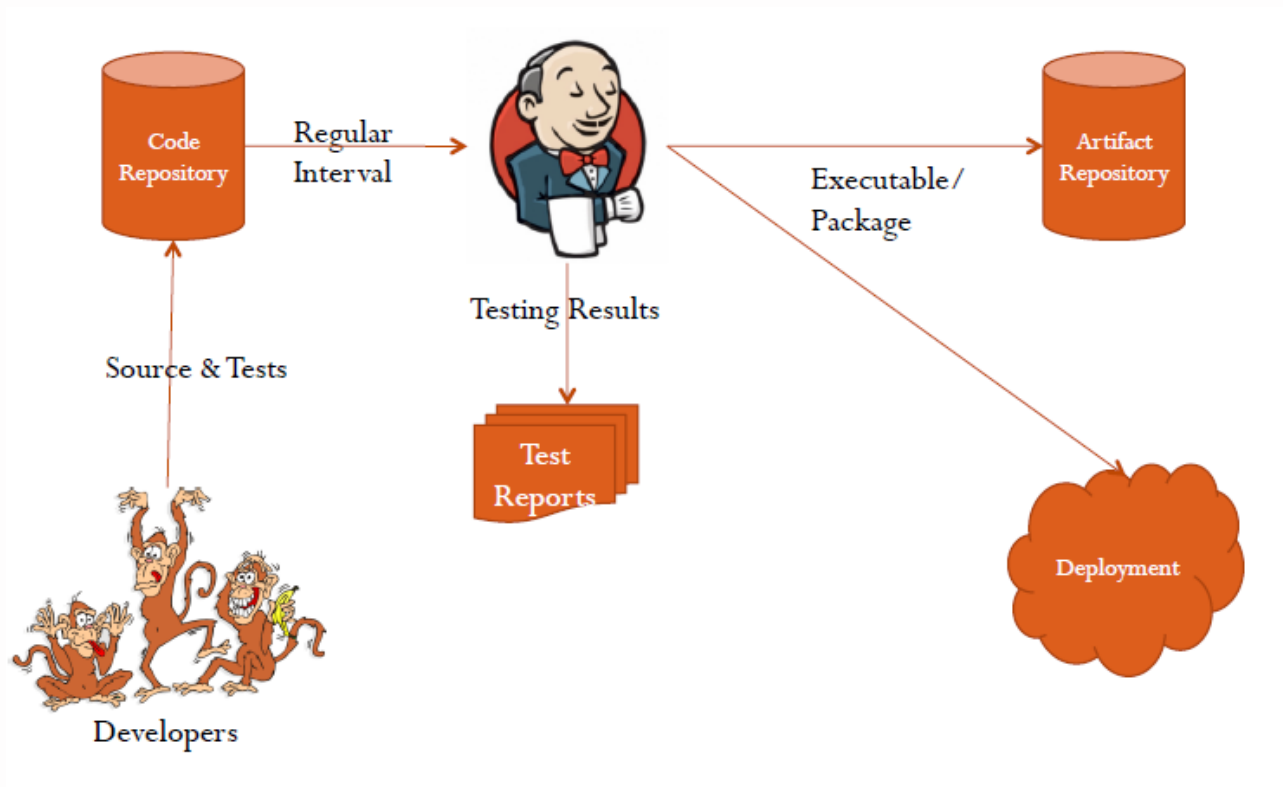 Code
Repository
Regular
Interval
Executable/
Package
Artifact
Repository
Testing Results
Source & Tests
Test
Reports
Deployment
Developers